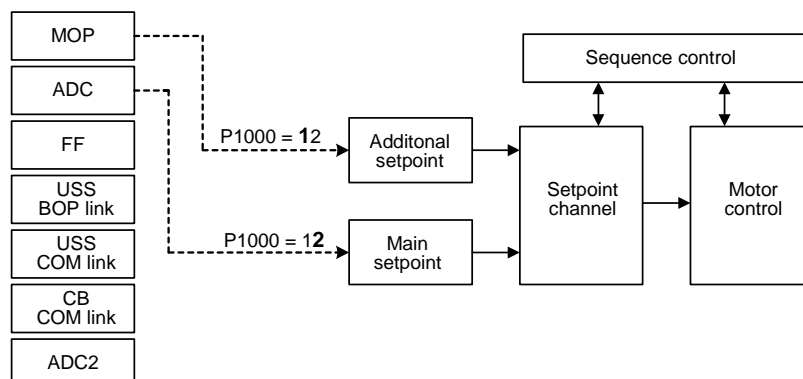 MOP
ADC
FF
USS
BOP link
USS
COM link
CB
COM link
ADC2
P1000 = 12
P1000 = 12
Additonal
setpoint
Main
setpoint
Sequence control
Setpoint
channel
Motor
control